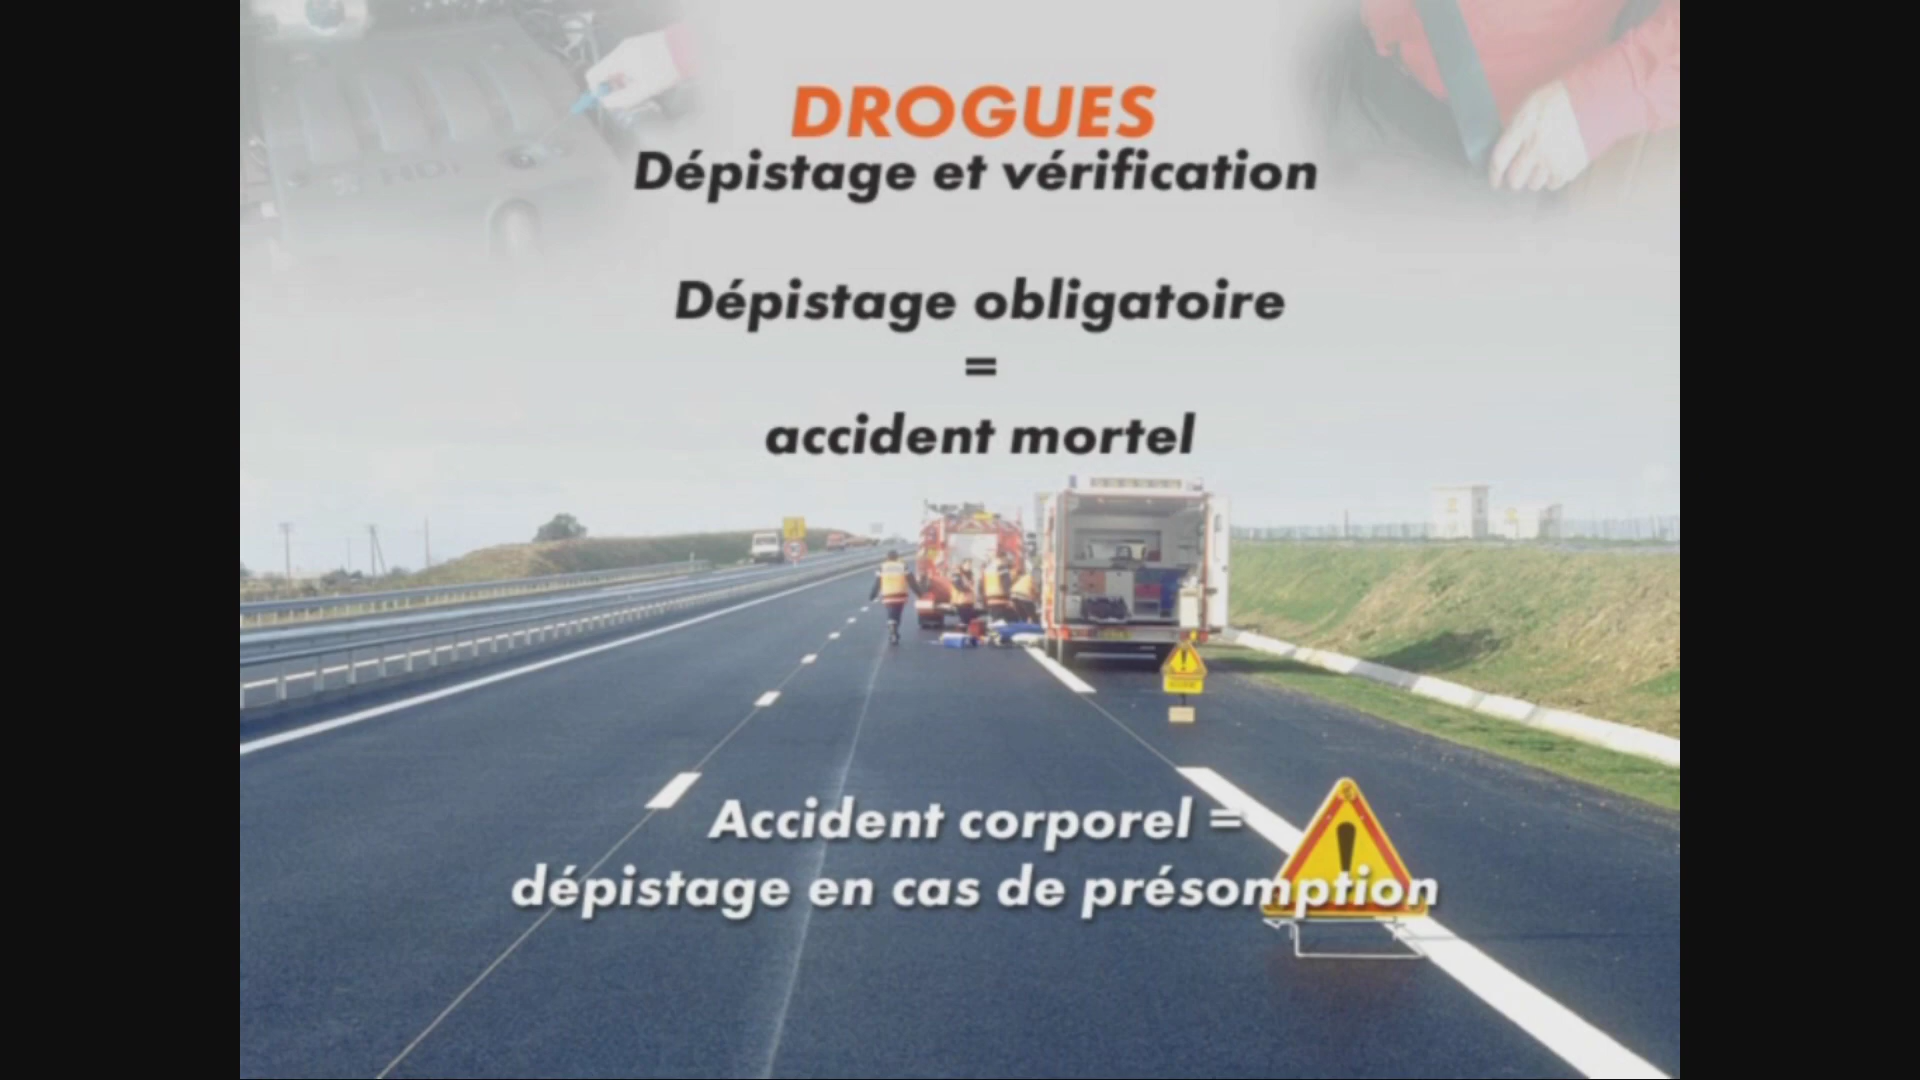 DROGUES
Dépistage et vérification
Dépistage obligatoire
=
accident mortel
Accident corporel =
dépistage en cas de présomption